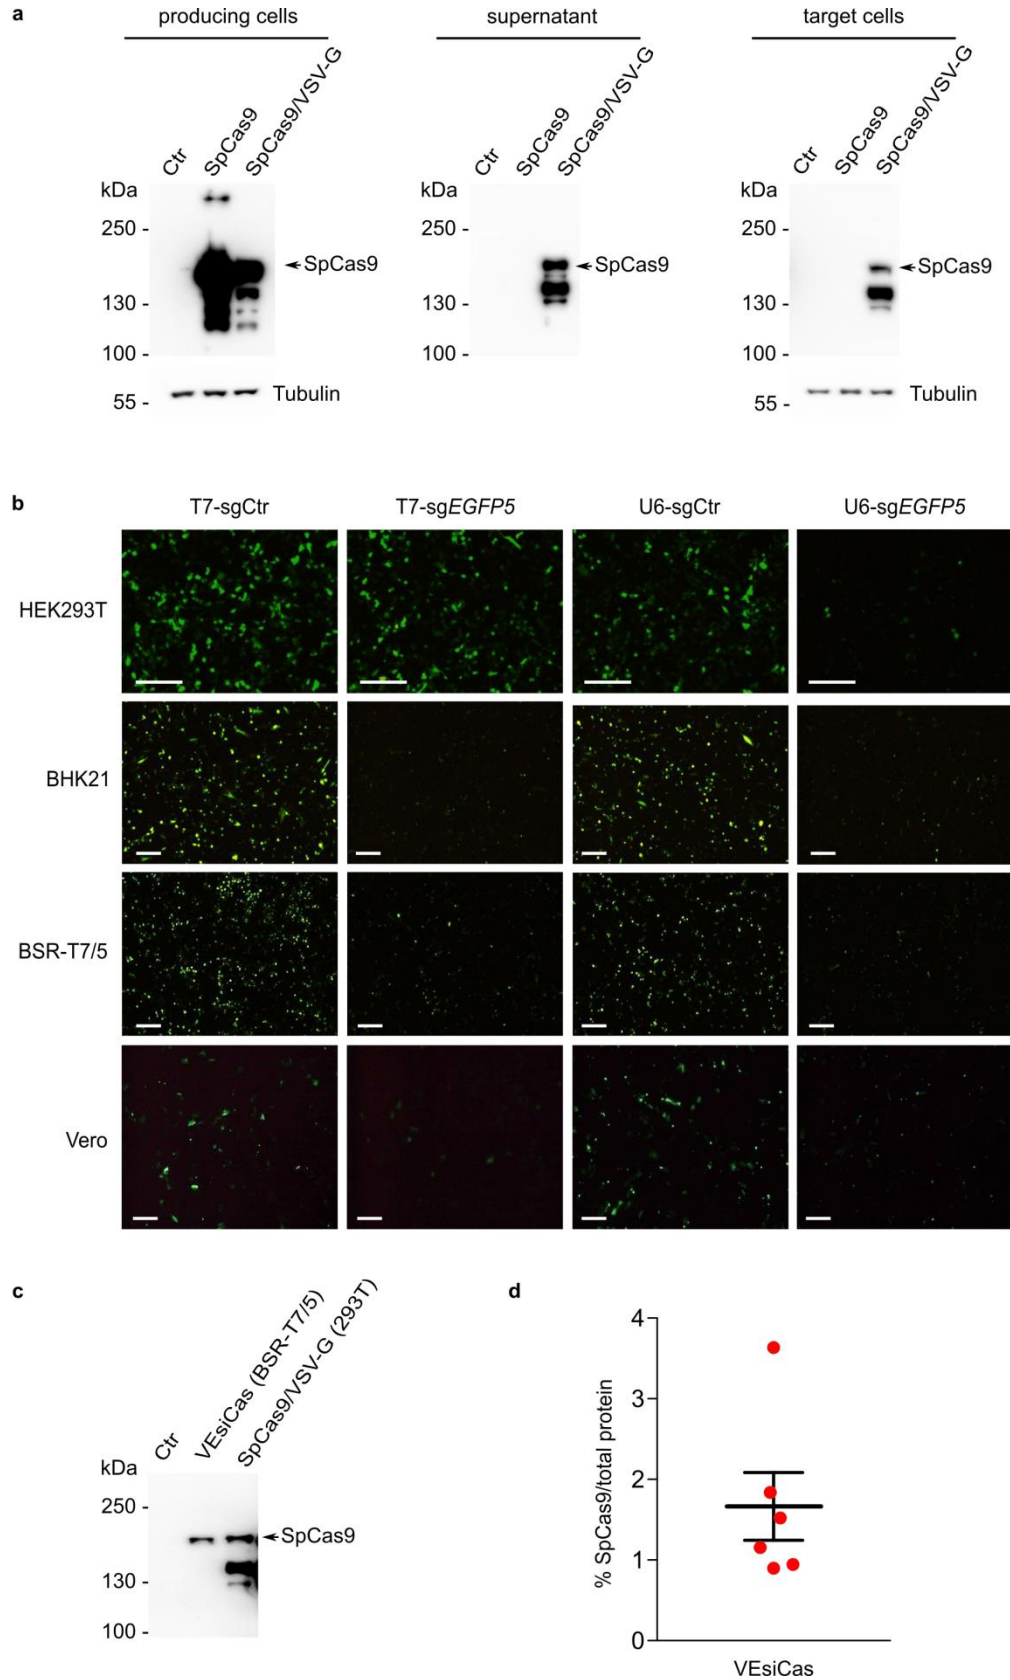 a
producing cells
supernatant
target cells
Ctr
SpCas9
SpCas9/VSV-G
Ctr
SpCas9
SpCas9/VSV-G
Ctr
SpCas9
SpCas9/VSV-G
kDa
250 -
130 -
100 -
55 -
SpCas9
Tubulin
kDa
250 -
130 -
100 -
SpCas9
kDa
250 -
130 -
100 -
55 -
SpCas9
Tubulin
b
T7-sgCtr
T7-sgEGFP5
U6-sgCtr
U6-sgEGFP5
HEK293T
BHK21
BSR-T7/5
Vero
c
Ctr
VEsiCas (BSR-T7/5)
SpCas9/VSV-G (293T)
kDa
250 -
130 -
100 -
SpCas9
d
% SpCas9/total protein
4
3
2
1
0
VEsiCas